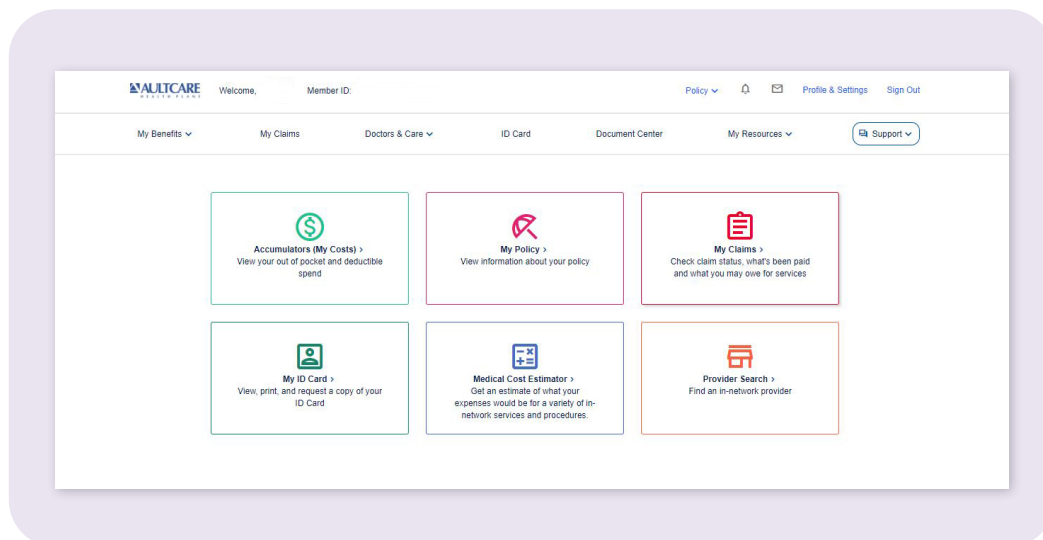 AULTCARE
HEALTH PLANS
Welcome,
Member ID:
Policy
Profile & Settings
Sign Out
My Benefits
My Claims
Doctors & Care
ID Card
Document Center
My Resources
Support
Accumulators (My Costs) >
View your out of pocket and deductible
spend
My Policy >
View information about your policy
My Claims >
Check claim status, what's been paid
and what you may owe for services
My ID Card >
View, print, and request a copy of your
ID Card
Medical Cost Estimator >
Get an estimate of what your
expenses would be for a variety of in-
network services and procedures.
Provider Search >
Find an in-network provider